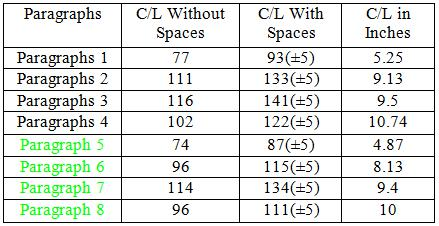 Paragraphs C/L Without Spaces C/L With Spaces C/L in Inches
Paragraphs 1 77 93(±5) 5.25
Paragraphs 2 111 133(±5) 9.13
Paragraphs 3 116 141(±5) 9.5
Paragraphs 4 102 122(±5) 10.74
Paragraph 5 74 87(±5) 4.87
Paragraph 6 96 115(±5) 8.13
Paragraph 7 114 134(±5) 9.4
Paragraph 8 96 111(±5) 10